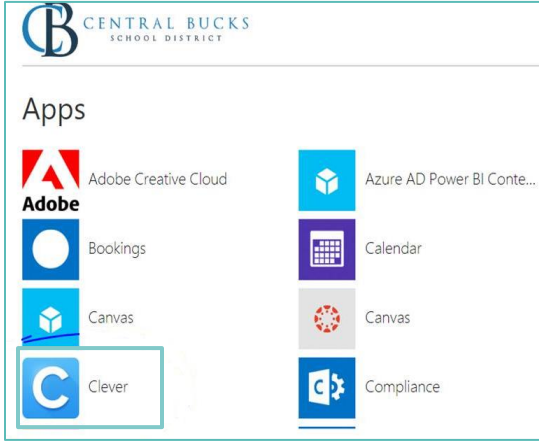 CB CENTRAL BUCKS
SCHOOL DISTRICT
Apps
Adobe
Adobe Creative Cloud
Azure AD Power BI Conte...
Bookings
Calendar
Canvas
Canvas
C
Clever
C
Compliance